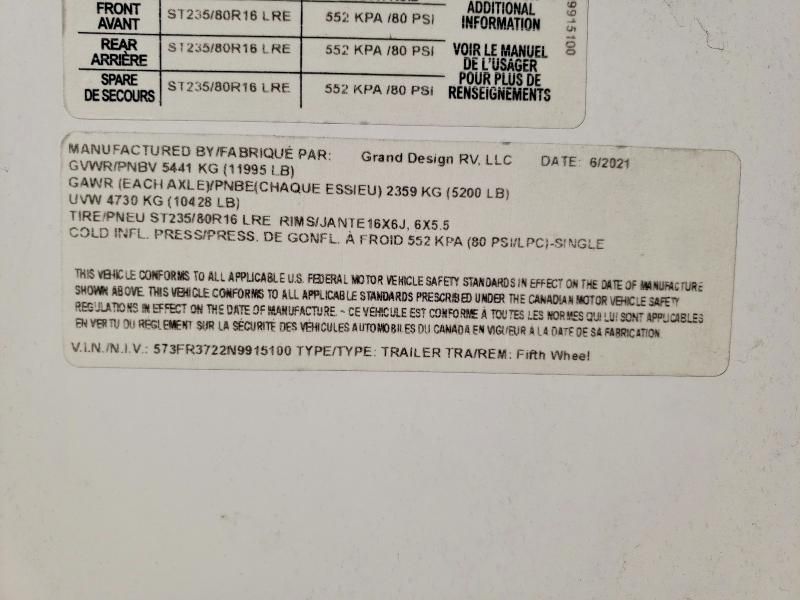 FRONT
AVANT
ST235/80R16 LRE
552 KPA /80 PSI
ADDITIONAL
INFORMATION
REAR
ARRIÈRE
ST235/80R16 LRE
552 KPA /80 PSI
VOIR LE MANUEL
DE L'USAGER
POUR PLUS DE
RENSEIGNEMENTS
SPARE
DE SECOURS
ST235/80R16 LRE
552 KPA /80 PSI
9915100
MANUFACTURED BY/FABRIQUÉ PAR: Grand Design RV, LLC DATE: 6/2021
GVWR/PNBV 5441 KG (11995 LB)
GAWR (EACH AXLE)/PNBE(CHAQUE ESSIEU) 2359 KG (5200 LB)
UVW 4730 KG (10428 LB)
TIRE/PNEU ST235/80R16 LRE RIMS/JANTE16X6J, 6X5.5
COLD INFL. PRESS/PRESS. DE GONFL. À FROID 552 KPA (80 PSI/LPC)-SINGLE
THIS VEHICLE CONFORMS TO ALL APPLICABLE U.S. FEDERAL MOTOR VEHICLE SAFETY STANDARDS IN EFFECT ON THE DATE OF MANUFACTURE
SHOWN ABOVE. THIS VEHICLE CONFORMS TO ALL APPLICABLE STANDARDS PRESCRIBED UNDER THE CANADIAN MOTOR VEHICLE SAFETY
REGULATIONS IN EFFECT ON THE DATE OF MANUFACTURE. ~ CE VEHICULE EST CONFORME À TOUTES LES NORMES QUI LUI SONT APPLICABLES
EN VERTU DU REGLEMENT SUR LA SÉCURITÉ DES VÉHICULES AUTOMOBILES DU CANADA EN VIGUEUR A LA DATE DE SA FABRICATION
V.I.N./N.I.V.: 573FR3722N9915100 TYPE/TYPE: TRAILER TRA/REM: Fifth Wheel